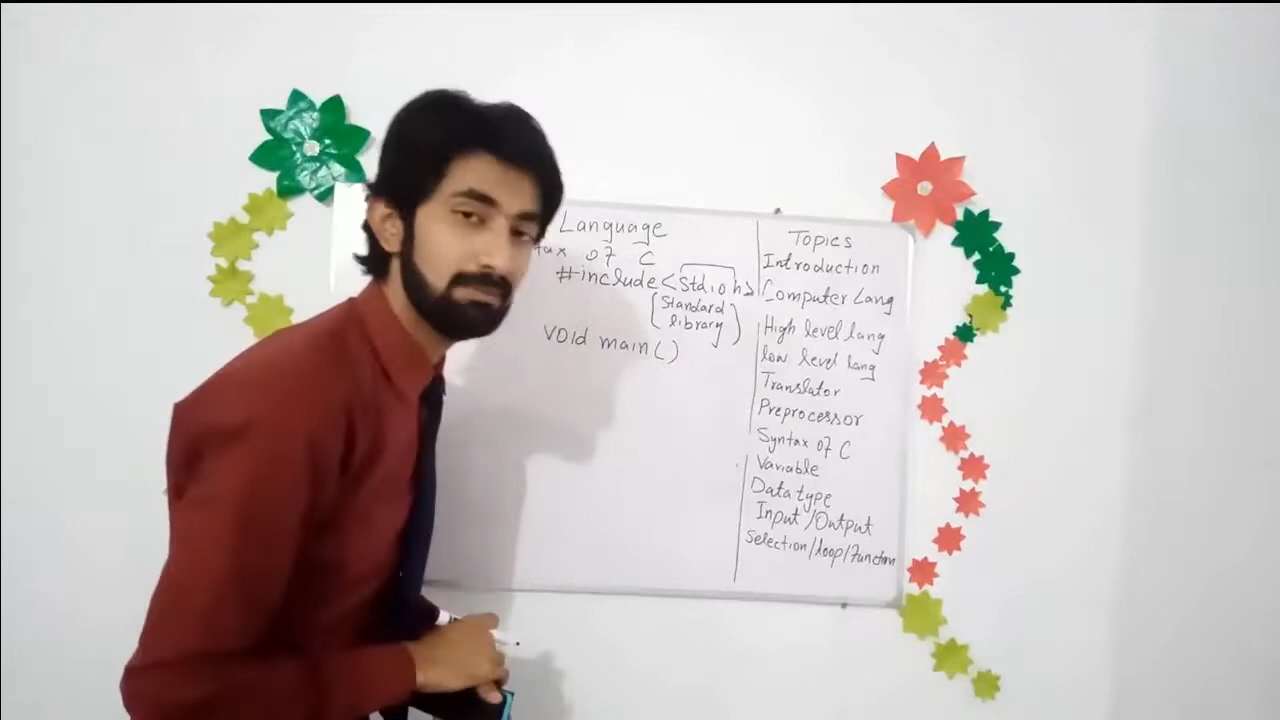 Language
tax of C
#include<stdioh>
(Standard
library)
void main()
Topics
Introduction
Computer Lang
High level lang
low level lang
Translator
Preprocessor
Syntax of C
Variable
Data type
Input/Output
Selection/loop/Function